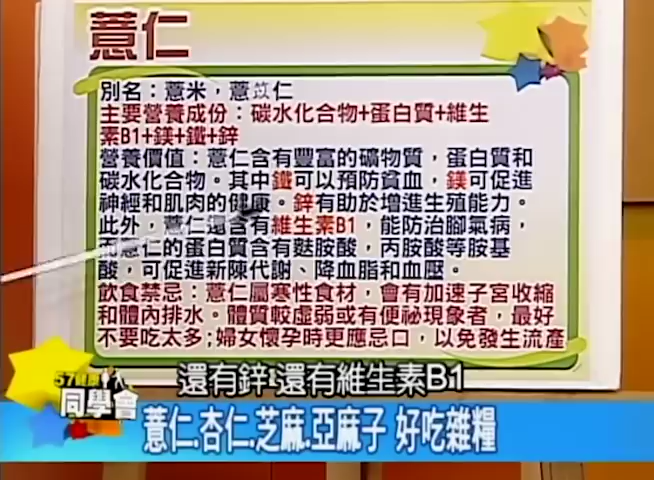 薏仁
別名：薏米，薏苡仁
主要營養成份：碳水化合物+蛋白質+維生
素B1+鎂+鐵+鋅
營養價值：薏仁含有豐富的礦物質，蛋白質和
碳水化合物。其中鐵可以預防貧血，鎂可促進
神經和肌肉的健康。鋅有助於增進生殖能力。
此外，薏仁還含有維生素B1，能防治腳氣病，
而薏仁的蛋白質含有麩胺酸，丙胺酸等胺基
酸，可促進新陳代謝、降血脂和血壓。
飲食禁忌：薏仁屬寒性食材，會有加速子宮收縮
和體內排水。體質較虛弱或有便祕現象者，最好
不要吃太多；婦女懷孕時更應忌口，以免發生流產
還有鋅 還有維生素B1
57健康
同學會
薏仁.杏仁.芝麻.亞麻子 好吃雜糧